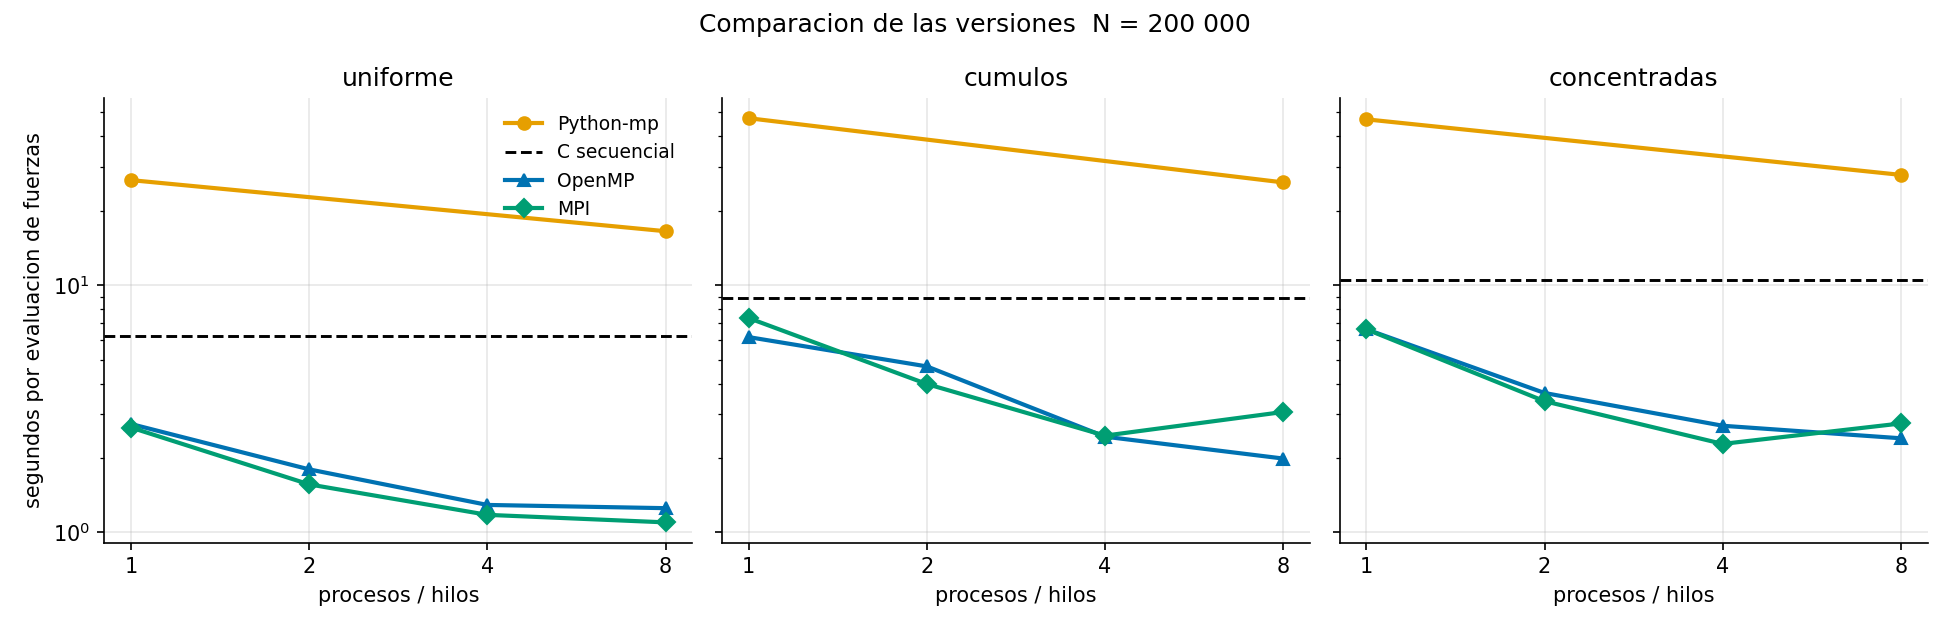 Comparacion de las versiones  N = 200 000
uniforme
cumulos
concentradas
segundos por evaluacion de fuerzas
10¹
10⁰
Python-mp
C secuencial
OpenMP
MPI
1 2 4 8
1 2 4 8
1 2 4 8
procesos / hilos
procesos / hilos
procesos / hilos